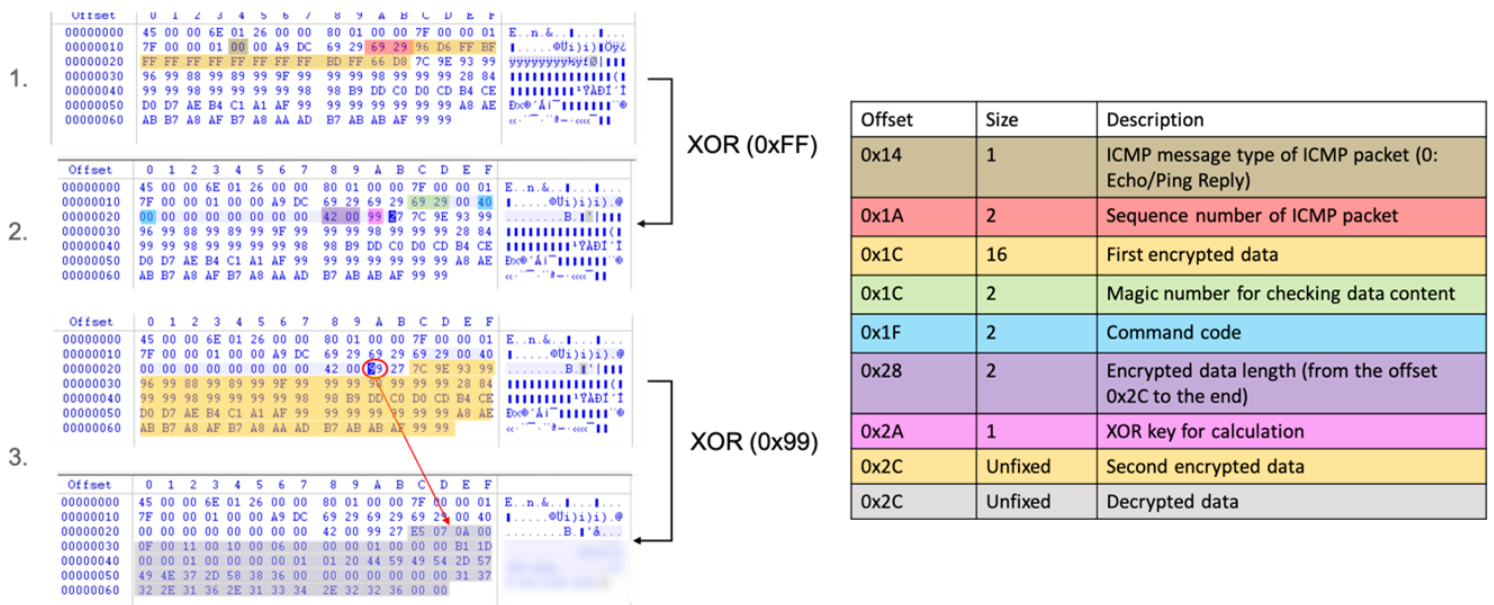 Offset 0 1 2 3 4 5 6 7 8 9 A B C D E F
00000000 45 00 00 6E 01 26 00 00 80 01 00 00 7F 00 00 01
00000010 7F 00 00 01 00 00 A9 DC 69 29 69 29 96 D6 FF BF
00000020 FF FF FF FF FF FF FF FF BD FF 66 D8 7C 9E 93 99
1.
00000030 96 99 88 99 89 99 9F 99 99 99 98 99 99 99 28 84
00000040 99 99 98 99 99 99 99 98 98 B9 DD C0 D0 CD B4 CE
00000050 D0 D7 AE B4 C1 A1 AF 99 99 99 99 99 99 99 A8 AE
00000060 AB B7 A8 AF B7 A8 AA AD B7 AB AB AF 99 99
XOR (0xFF)
Offset 0 1 2 3 4 5 6 7 8 9 A B C D E F
00000000 45 00 00 6E 01 26 00 00 80 01 00 00 7F 00 00 01
00000010 7F 00 00 01 00 00 A9 DC 69 29 69 29 69 29 00 40
00000020 00 00 00 00 00 00 00 00 42 00 99 27 7C 9E 93 99
2.
00000030 96 99 88 99 89 99 9F 99 99 99 98 99 99 99 28 84
00000040 99 99 98 99 99 99 99 98 98 B9 DD C0 D0 CD B4 CE
00000050 D0 D7 AE B4 C1 A1 AF 99 99 99 99 99 99 99 A8 AE
00000060 AB B7 A8 AF B7 A8 AA AD B7 AB AB AF 99 99
Offset 0 1 2 3 4 5 6 7 8 9 A B C D E F
00000000 45 00 00 6E 01 26 00 00 80 01 00 00 7F 00 00 01
00000010 7F 00 00 01 00 00 A9 DC 69 29 69 29 69 29 00 40
00000020 00 00 00 00 00 00 00 00 42 00 99 27 7C 9E 93 99
00000030 96 99 88 99 89 99 9F 99 99 99 98 99 99 99 28 84
00000040 99 99 98 99 99 99 99 98 98 B9 DD C0 D0 CD B4 CE
00000050 D0 D7 AE B4 C1 A1 AF 99 99 99 99 99 99 99 A8 AE
00000060 AB B7 A8 AF B7 A8 AA AD B7 AB AB AF 99 99
XOR (0x99)
3.
Offset 0 1 2 3 4 5 6 7 8 9 A B C D E F
00000000 45 00 00 6E 01 26 00 00 80 01 00 00 7F 00 00 01
00000010 7F 00 00 01 00 00 A9 DC 69 29 69 29 69 29 00 40
00000020 00 00 00 00 00 00 00 00 42 00 99 27 E5 07 0A 00
00000030 0F 00 11 00 10 00 06 00 00 00 01 00 00 00 B1 1D
00000040 00 00 01 00 00 00 00 01 01 20 44 59 49 54 2D 57
00000050 49 4E 37 2D 58 38 36 00 00 00 00 00 00 00 31 37
00000060 32 2E 31 36 2E 31 33 34 2E 32 32 36 00 00
Offset Size Description
0x14 1 ICMP message type of ICMP packet (0:
Echo/Ping Reply)
0x1A 2 Sequence number of ICMP packet
0x1C 16 First encrypted data
0x1C 2 Magic number for checking data content
0x1F 2 Command code
0x28 2 Encrypted data length (from the offset
0x2C to the end)
0x2A 1 XOR key for calculation
0x2C Unfixed Second encrypted data
0x2C Unfixed Decrypted data